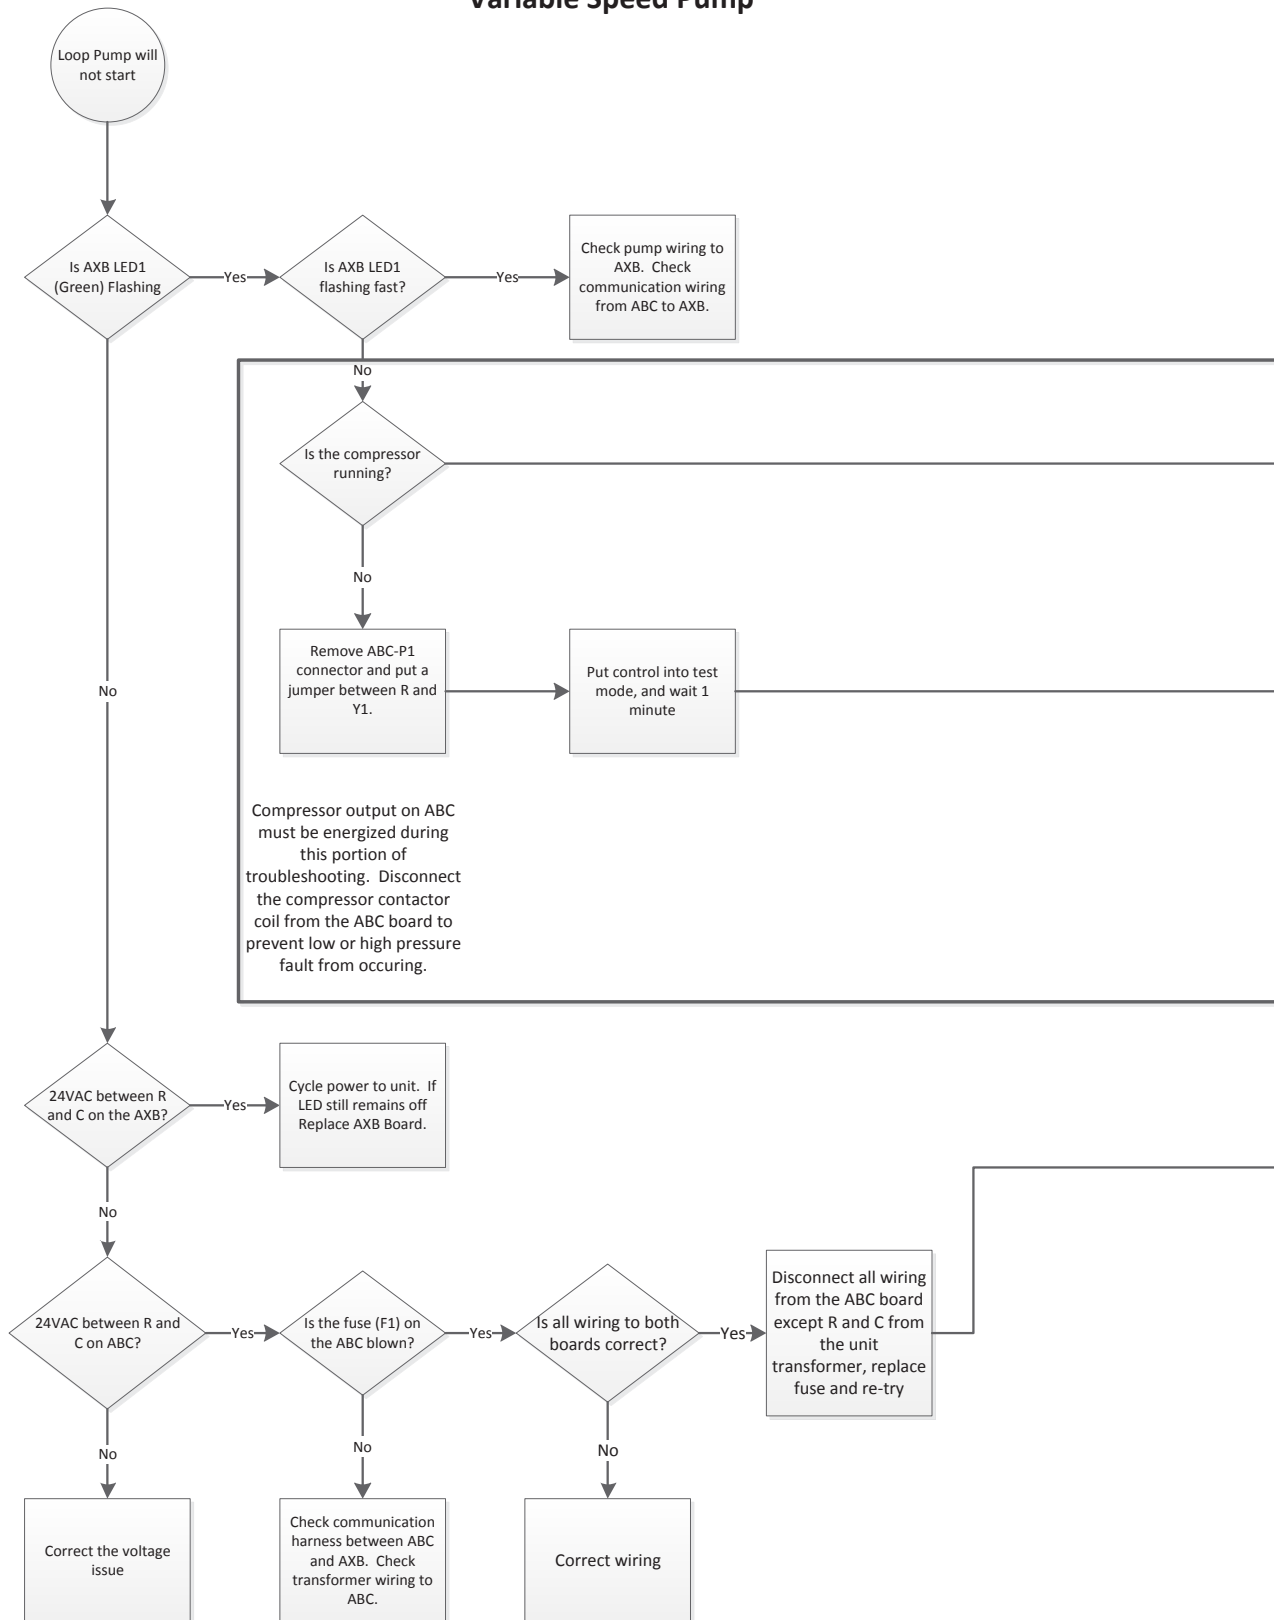 Variable Speed Pump
Loop Pump will
not start
Is AXB LED1
(Green) Flashing
Yes
Is AXB LED1
flashing fast?
Yes
Check pump wiring to
AXB. Check
communication wiring
from ABC to AXB.
No
Is the compressor
running?
No
Remove ABC-P1
connector and put a
jumper between R and
Y1.
Put control into test
mode, and wait 1
minute
No
Compressor output on ABC
must be energized during
this portion of
troubleshooting. Disconnect
the compressor contactor
coil from the ABC board to
prevent low or high pressure
fault from occuring.
24VAC between R
and C on the AXB?
Yes
Cycle power to unit. If
LED still remains off
Replace AXB Board.
No
24VAC between R and
C on ABC?
Yes
Is the fuse (F1) on
the ABC blown?
Yes
Is all wiring to both
boards correct?
Yes
Disconnect all wiring
from the ABC board
except R and C from
the unit
transformer, replace
fuse and re-try
No
No
No
Correct the voltage
issue
Check communication
harness between ABC
and AXB. Check
transformer wiring to
ABC.
Correct wiring